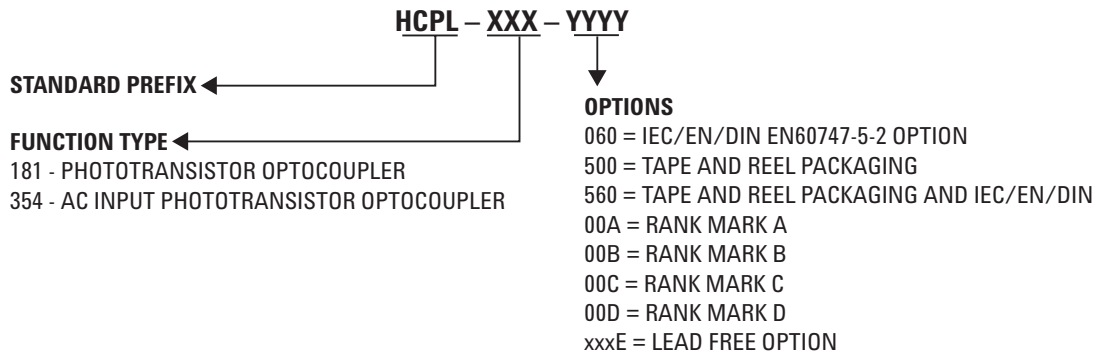 HCPL – XXX – YYYY
STANDARD PREFIX
FUNCTION TYPE
181 - PHOTOTRANSISTOR OPTOCOUPLER
354 - AC INPUT PHOTOTRANSISTOR OPTOCOUPLER
OPTIONS
060 = IEC/EN/DIN EN60747-5-2 OPTION
500 = TAPE AND REEL PACKAGING
560 = TAPE AND REEL PACKAGING AND IEC/EN/DIN
00A = RANK MARK A
00B = RANK MARK B
00C = RANK MARK C
00D = RANK MARK D
xxxE = LEAD FREE OPTION